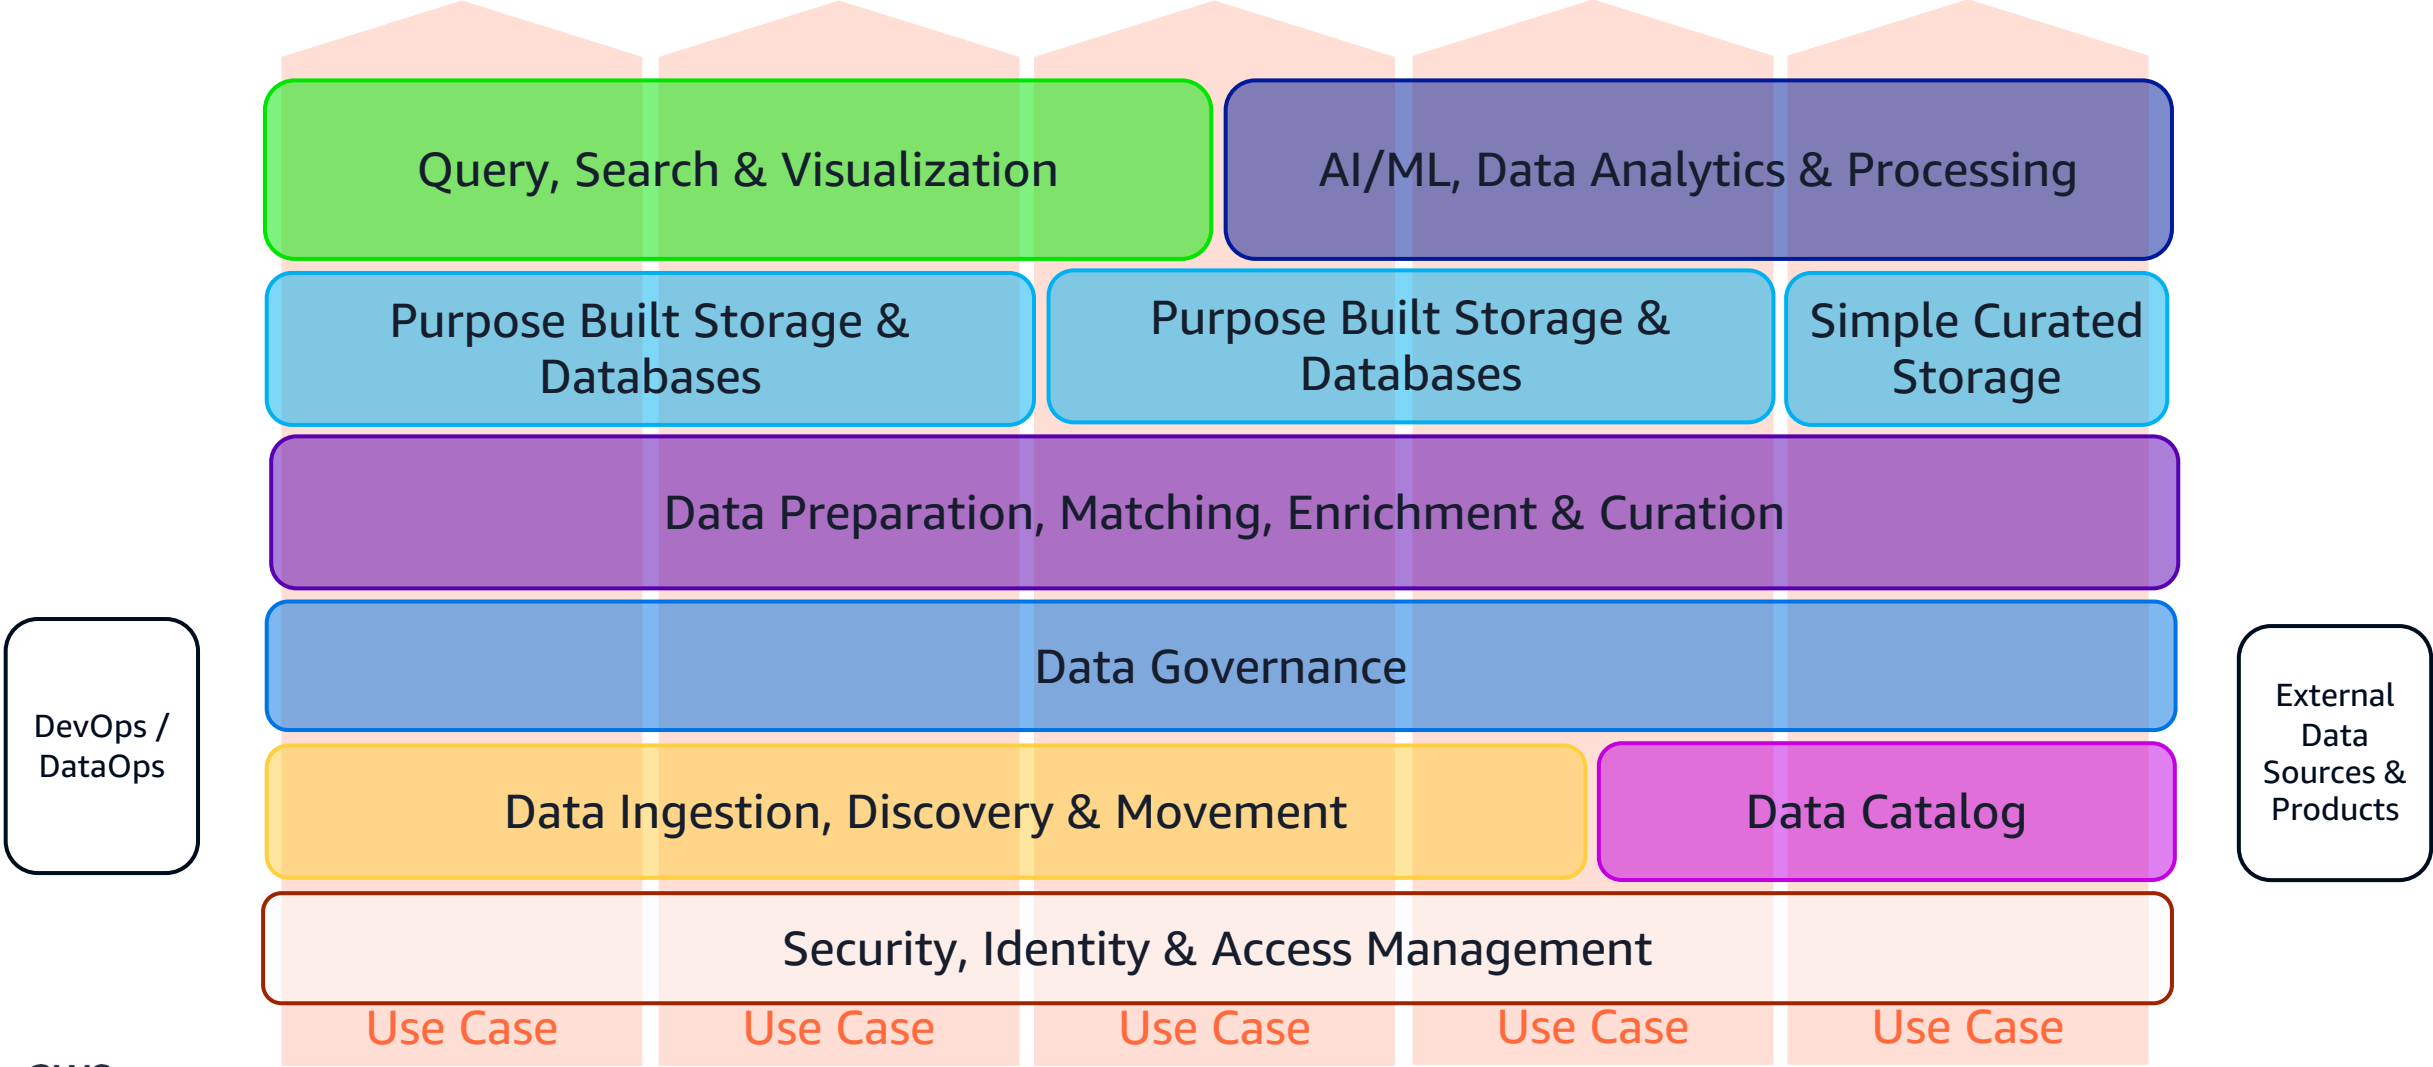 Query, Search & Visualization
AI/ML, Data Analytics & Processing
Purpose Built Storage &
Databases
Purpose Built Storage &
Databases
Simple Curated
Storage
Data Preparation, Matching, Enrichment & Curation
Data Governance
DevOps /
DataOps
External
Data
Sources &
Products
Data Ingestion, Discovery & Movement
Data Catalog
Security, Identity & Access Management
Use Case
Use Case
Use Case
Use Case
Use Case